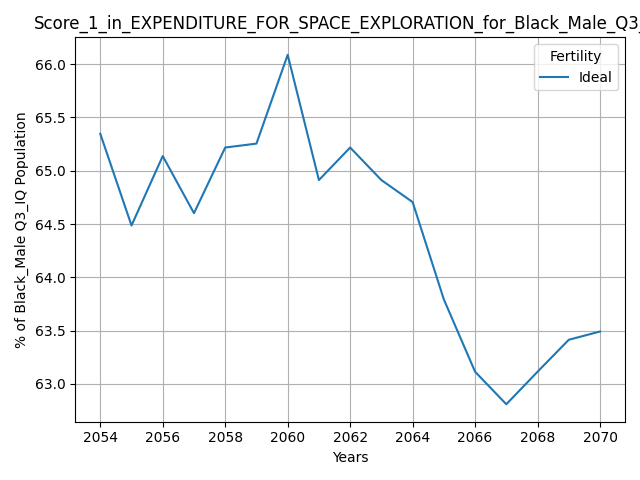 Score_1_in_EXPENDITURE_FOR_SPACE_EXPLORATION_for_Black_Male_Q3_
Fertility
Ideal
66.0
65.5
65.0
64.5
64.0
63.5
63.0
% of Black_Male Q3_IQ Population
2054 2056 2058 2060 2062 2064 2066 2068 2070
Years